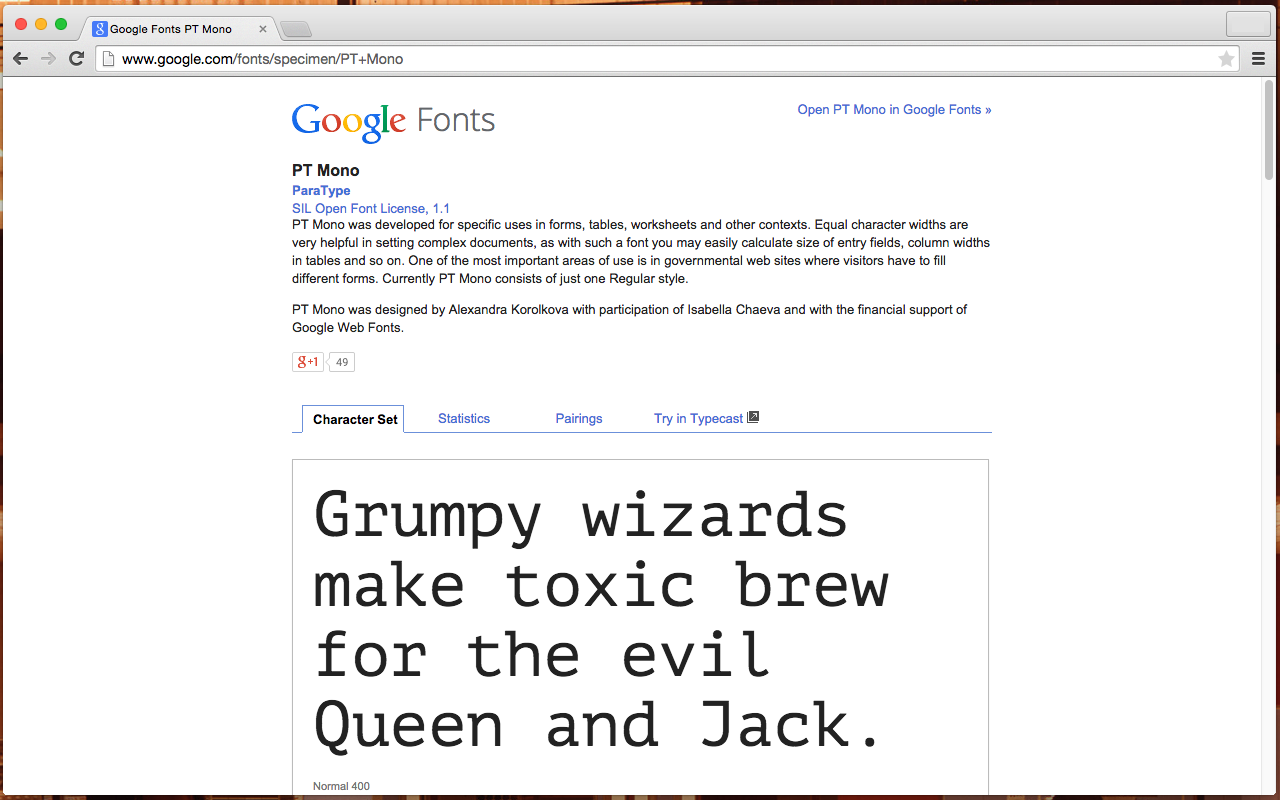 Google Fonts PT Mono
www.google.com/fonts/specimen/PT+Mono
Google Fonts
Open PT Mono in Google Fonts »
PT Mono
ParaType
SIL Open Font License, 1.1
PT Mono was developed for specific uses in forms, tables, worksheets and other contexts. Equal character widths are
very helpful in setting complex documents, as with such a font you may easily calculate size of entry fields, column widths
in tables and so on. One of the most important areas of use is in governmental web sites where visitors have to fill
different forms. Currently PT Mono consists of just one Regular style.
PT Mono was designed by Alexandra Korolkova with participation of Isabella Chaeva and with the financial support of
Google Web Fonts.
g+1 49
Character Set Statistics Pairings Try in Typecast
Grumpy wizards
make toxic brew
for the evil
Queen and Jack.
Normal 400